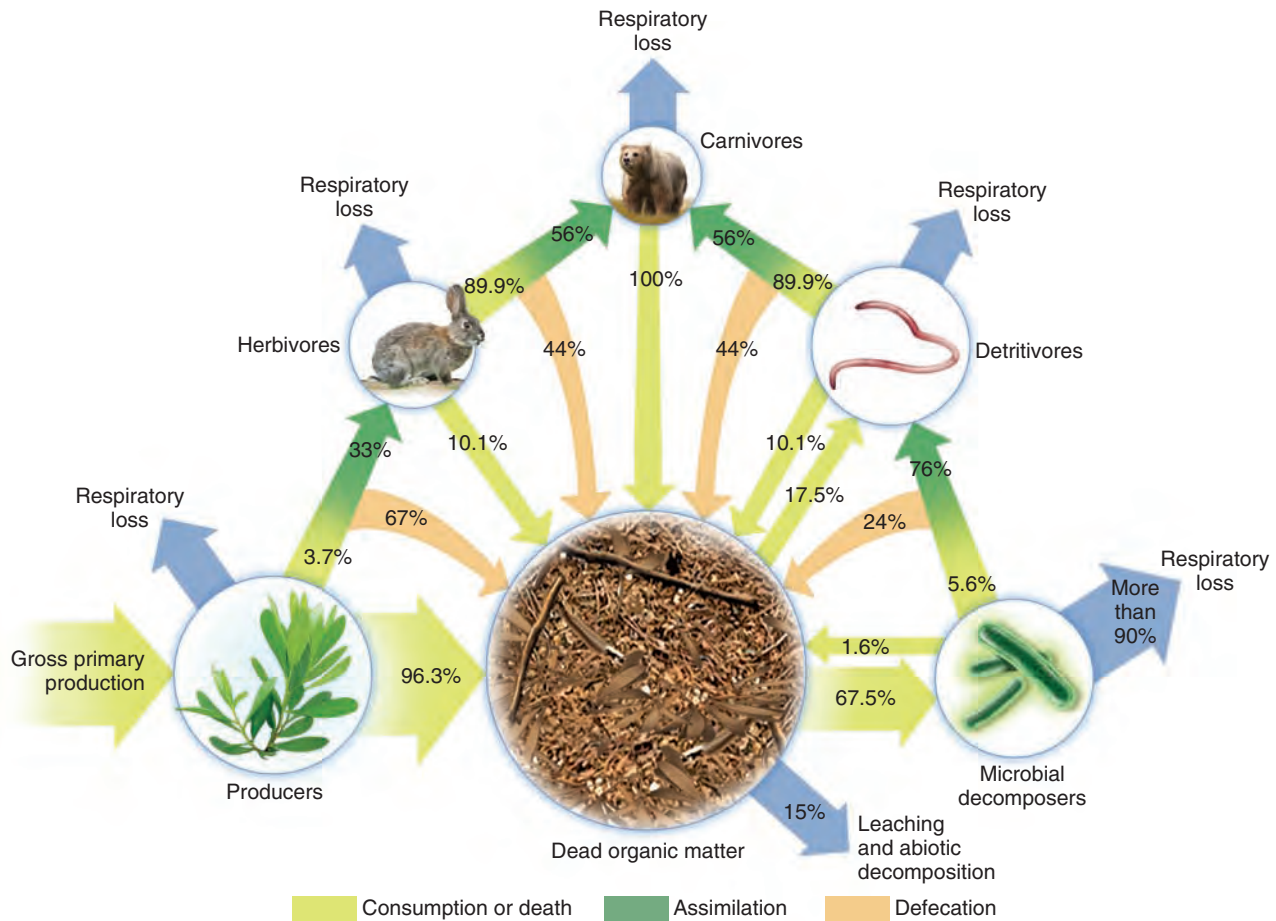 Respiratory
loss
Carnivores
Respiratory
loss
Respiratory
loss
56%
56%
89.9%
100%
89.9%
Herbivores
44%
44%
Detritivores
33%
10.1%
10.1%
76%
17.5%
Respiratory
loss
67%
24%
3.7%
5.6%
Respiratory
loss
More
than
90%
1.6%
Gross primary
production
96.3%
67.5%
Producers
Microbial
decomposers
15%
Dead organic matter
Leaching
and abiotic
decomposition
Consumption or death
Assimilation
Defecation